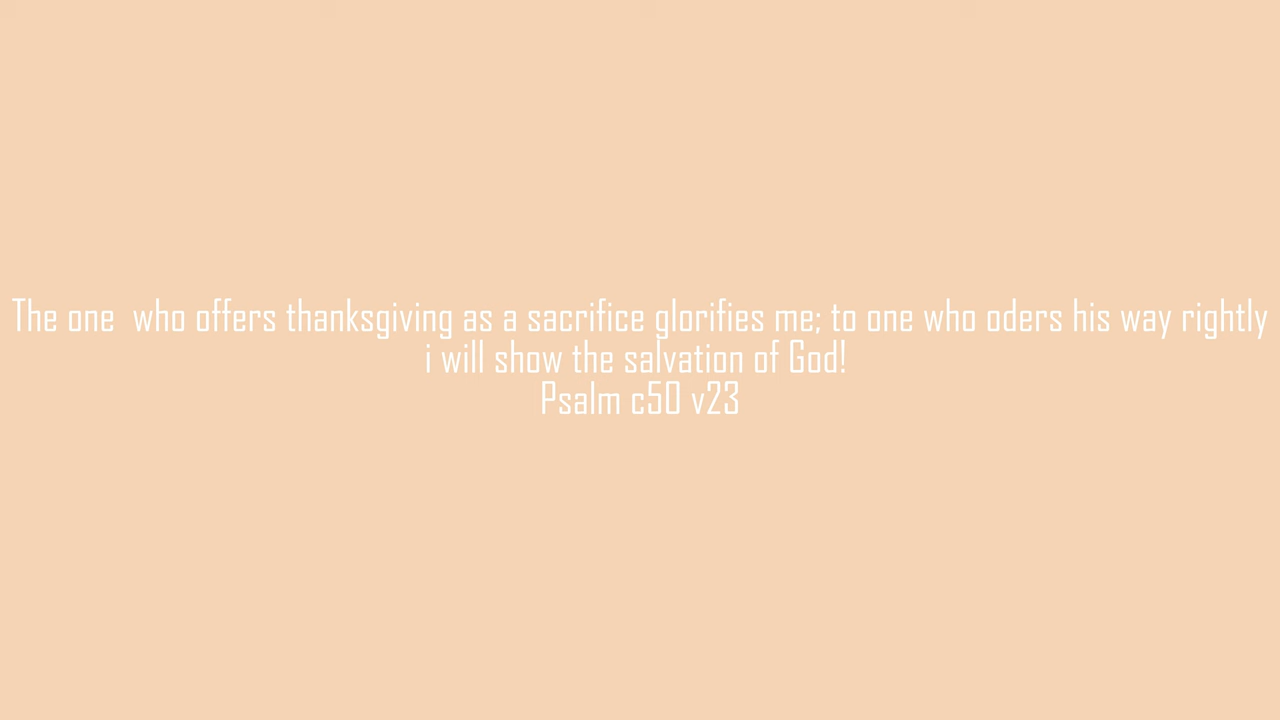 The one  who offers thanksgiving as a sacrifice glorifies me; to one who oders his way rightly
i will show the salvation of God!
Psalm c50 v23